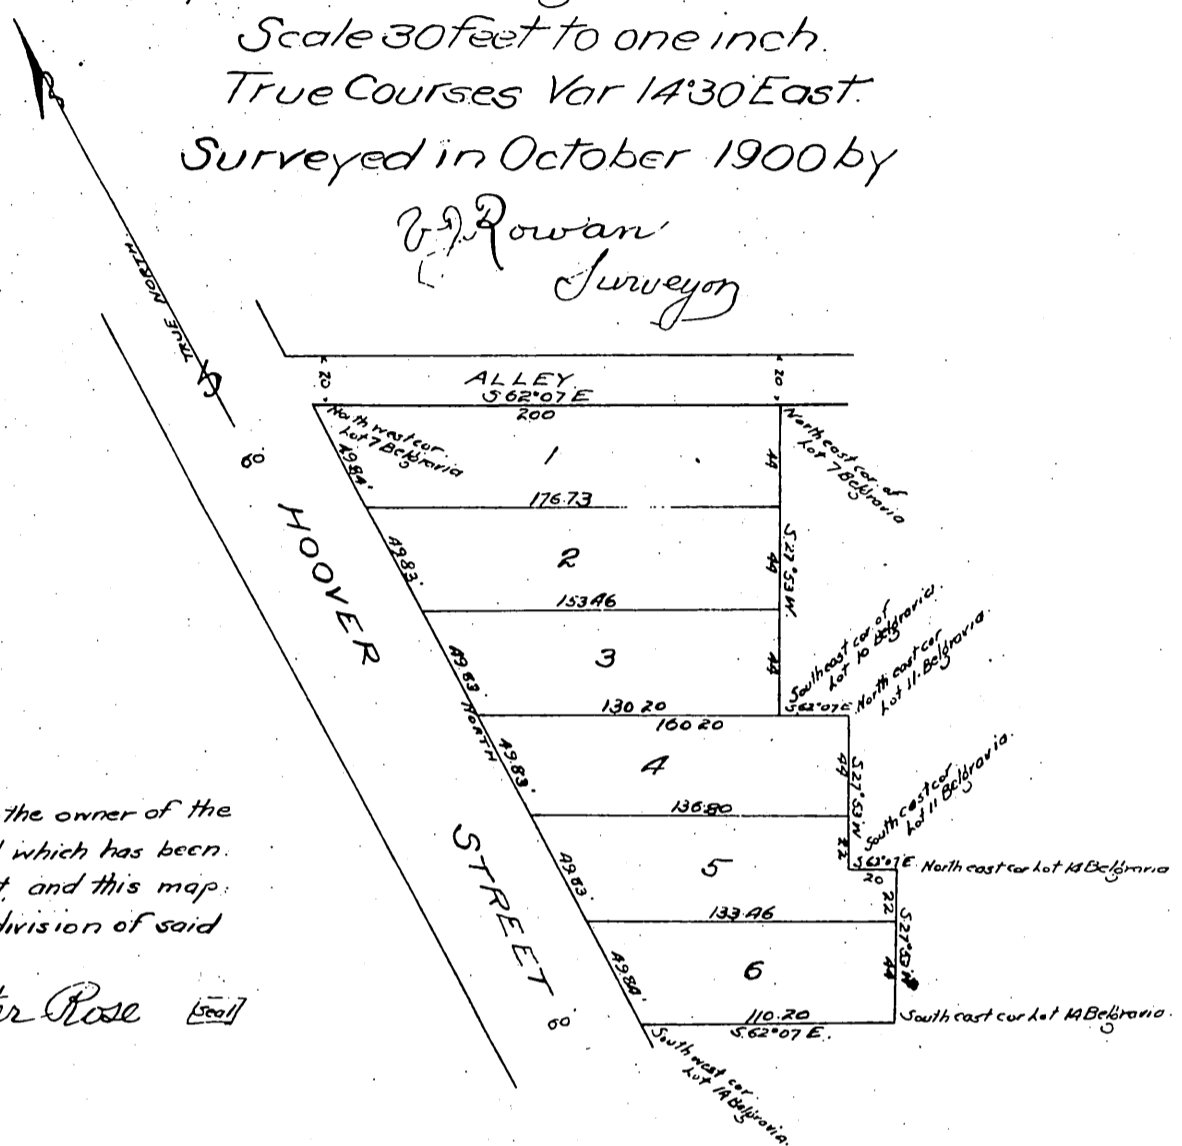 Scale 30 feet to one inch.
True Courses Var 14°30 East.
Surveyed in October 1900 by
Rowan
Surveyor
TRUE NORTH
20
ALLEY
S 62°07 E
20
200
North west cor.
Lot 7 Belgravia
North east cor. of
Lot 7 Belgravia
60
HOOVER
STREET
60
49.84'
1
44
176.73
49.83'
2
44
S.27°53 W.
153.46
49.83
3
44
130.20
Southeast cor of
Lot 10 Belgravia.
S.62°07 E.
North east cor
Lot 11. Belgravia.
NORTH
160.20
49.83'
4
44
S.27°53 W
136.80
South east cor
Lot 11 Belgravia.
49.83'
5
22
S 62°07 E.
20
North east cor Lot 14 Belgravia
22
133.46
49.84'
6
44
S.27°53 W
110.20
S.62°07 E.
South east cor Lot 14 Belgravia.
South west cor.
Lot 14 Belgravia.
the owner of the
which has been
and this map
division of said
Rose [Seal]